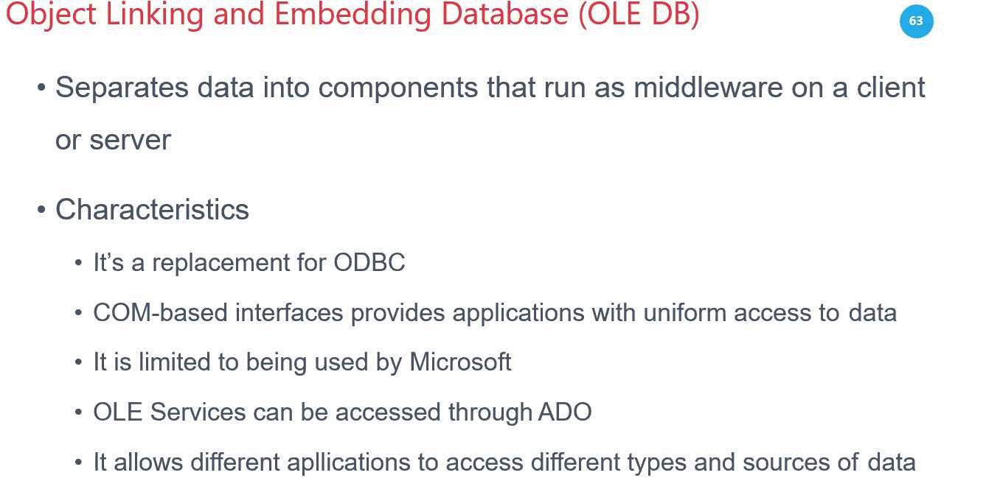 Object Linking and Embedding Database (OLE DB)
63
• Separates data into components that run as middleware on a client
or server
• Characteristics
• It’s a replacement for ODBC
• COM-based interfaces provides applications with uniform access to data
• It is limited to being used by Microsoft
• OLE Services can be accessed through ADO
• It allows different apllications to access different types and sources of data